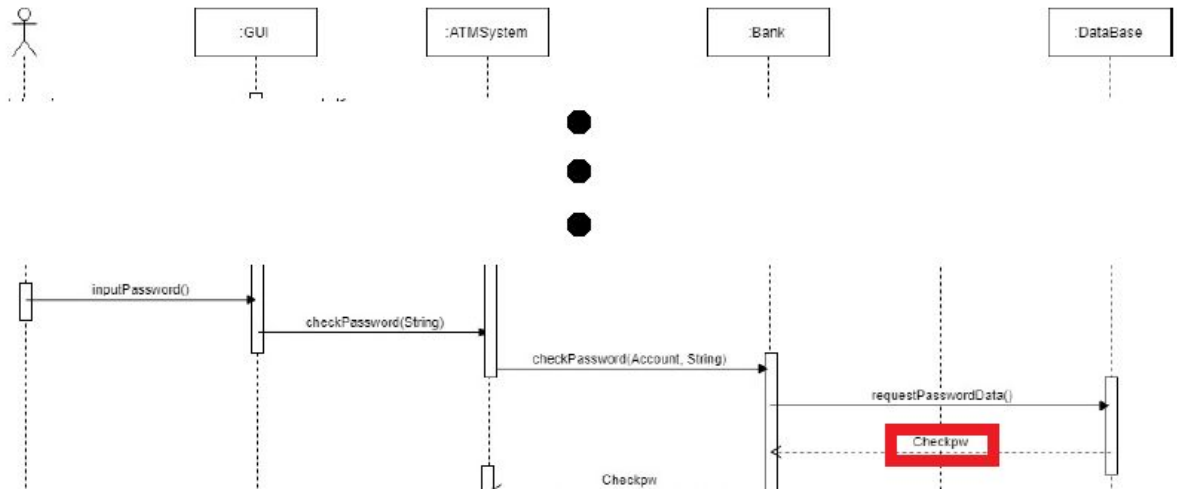 :GUI
:ATMSystem
:Bank
:DataBase
inputPassword()
checkPassword(String)
checkPassword(Account, String)
requestPasswordData()
Checkpw
Checkpw